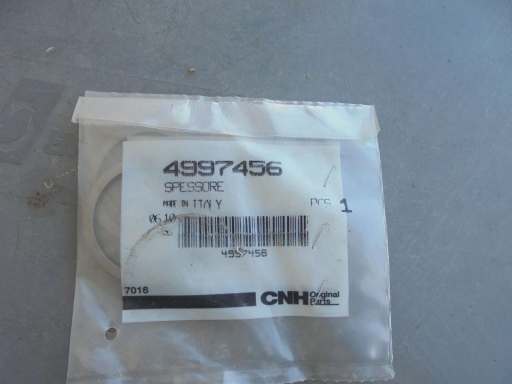 4997456
SPESSORE
MADE IN ITALY
PCS 1
06.10
4997456
7016
CNH Original Parts